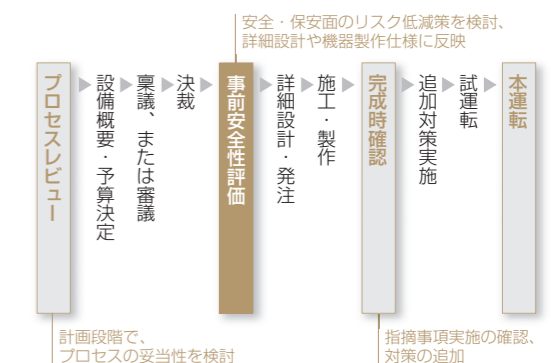 安全・保安面のリスク低減策を検討、
詳細設計や機器製作仕様に反映
プロセスレビュー
設備概要・予算決定
稟議、または審議
決裁
事前安全性評価
詳細設計・発注
施工・製作
完成時確認
追加対策実施
試運転
本運転
計画段階で、
プロセスの妥当性を検討
指摘事項実施の確認、
対策の追加